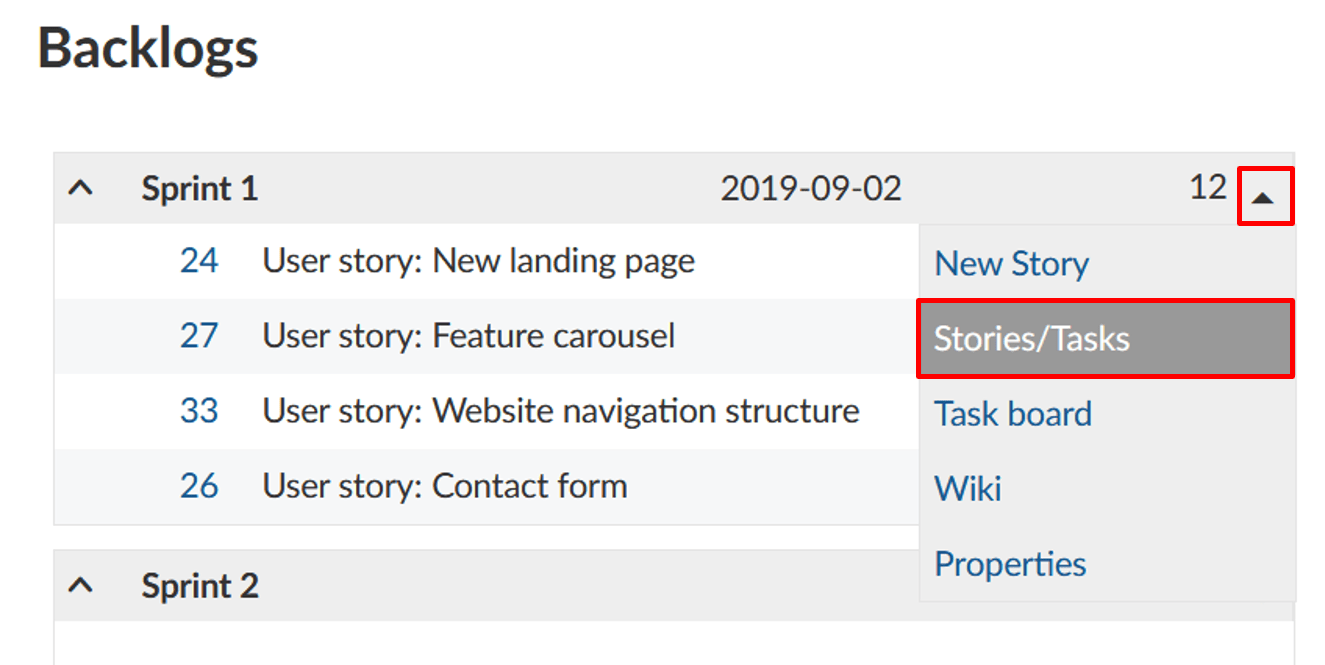 Backlogs
Sprint 1 2019-09-02 12
24 User story: New landing page
27 User story: Feature carousel
33 User story: Website navigation structure
26 User story: Contact form
New Story
Stories/Tasks
Task board
Wiki
Properties
Sprint 2